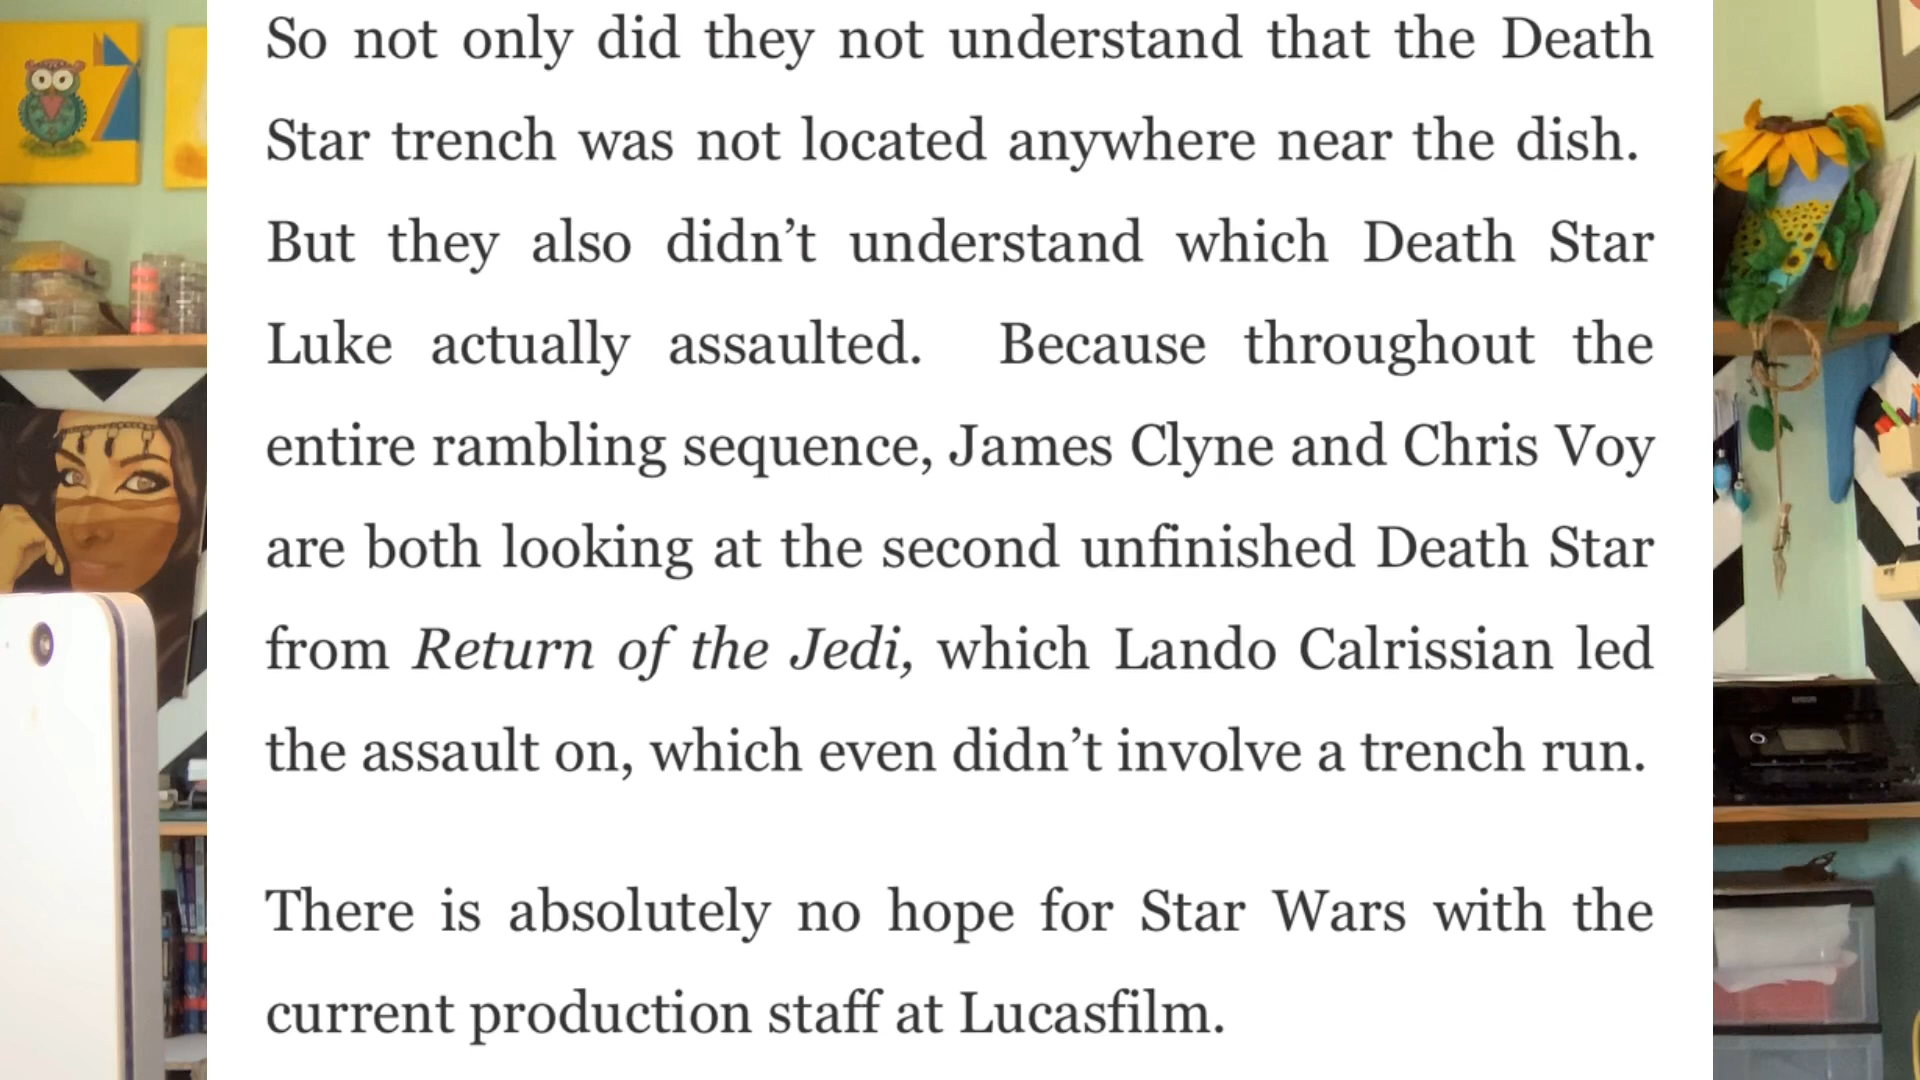 So not only did they not understand that the Death
Star trench was not located anywhere near the dish.
But they also didn’t understand which Death Star
Luke actually assaulted.  Because throughout the
entire rambling sequence, James Clyne and Chris Voy
are both looking at the second unfinished Death Star
from Return of the Jedi, which Lando Calrissian led
the assault on, which even didn’t involve a trench run.
There is absolutely no hope for Star Wars with the
current production staff at Lucasfilm.